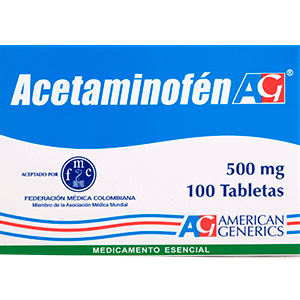 Acetaminofén AG®
500 mg
100 Tabletas
ACEPTADO POR
fmc
FEDERACIÓN MÉDICA COLOMBIANA
Miembro de la Asociación Médica Mundial
AG AMERICAN
GENERICS
MEDICAMENTO ESENCIAL